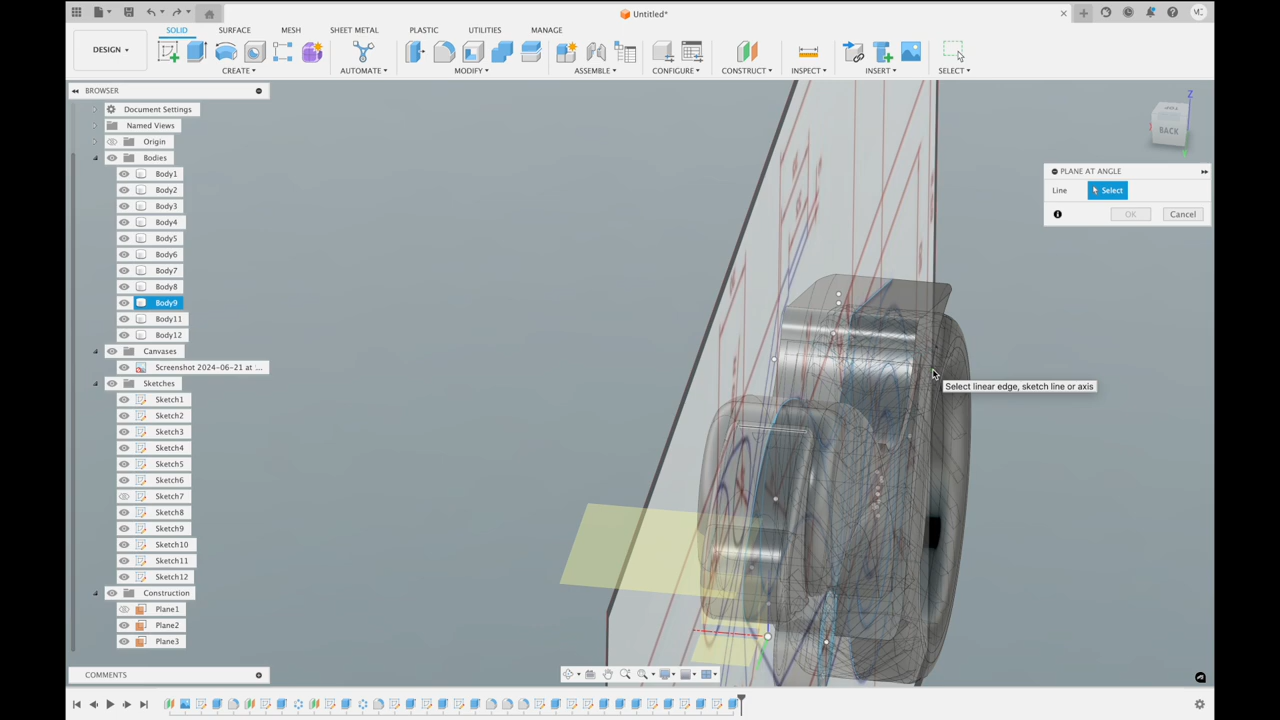 Untitled*
MC
DESIGN
SOLID
SURFACE
MESH
SHEET METAL
PLASTIC
UTILITIES
MANAGE
CREATE
AUTOMATE
MODIFY
ASSEMBLE
CONFIGURE
CONSTRUCT
INSPECT
INSERT
SELECT
BROWSER
Document Settings
Named Views
Origin
Bodies
Body1
Body2
Body3
Body4
Body5
Body6
Body7
Body8
Body9
Body11
Body12
Canvases
Screenshot 2024-06-21 at ...
Sketches
Sketch1
Sketch2
Sketch3
Sketch4
Sketch5
Sketch6
Sketch7
Sketch8
Sketch9
Sketch10
Sketch11
Sketch12
Construction
Plane1
Plane2
Plane3
COMMENTS
Z
BACK
PLANE AT ANGLE
Line Select
OK Cancel
Select linear edge, sketch line or axis